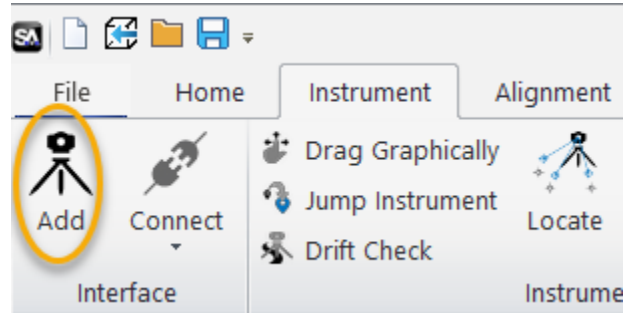 SA
File Home Instrument Alignment
Add
Connect
Drag Graphically
Jump Instrument
Drift Check
Locate
Interface
Instrume